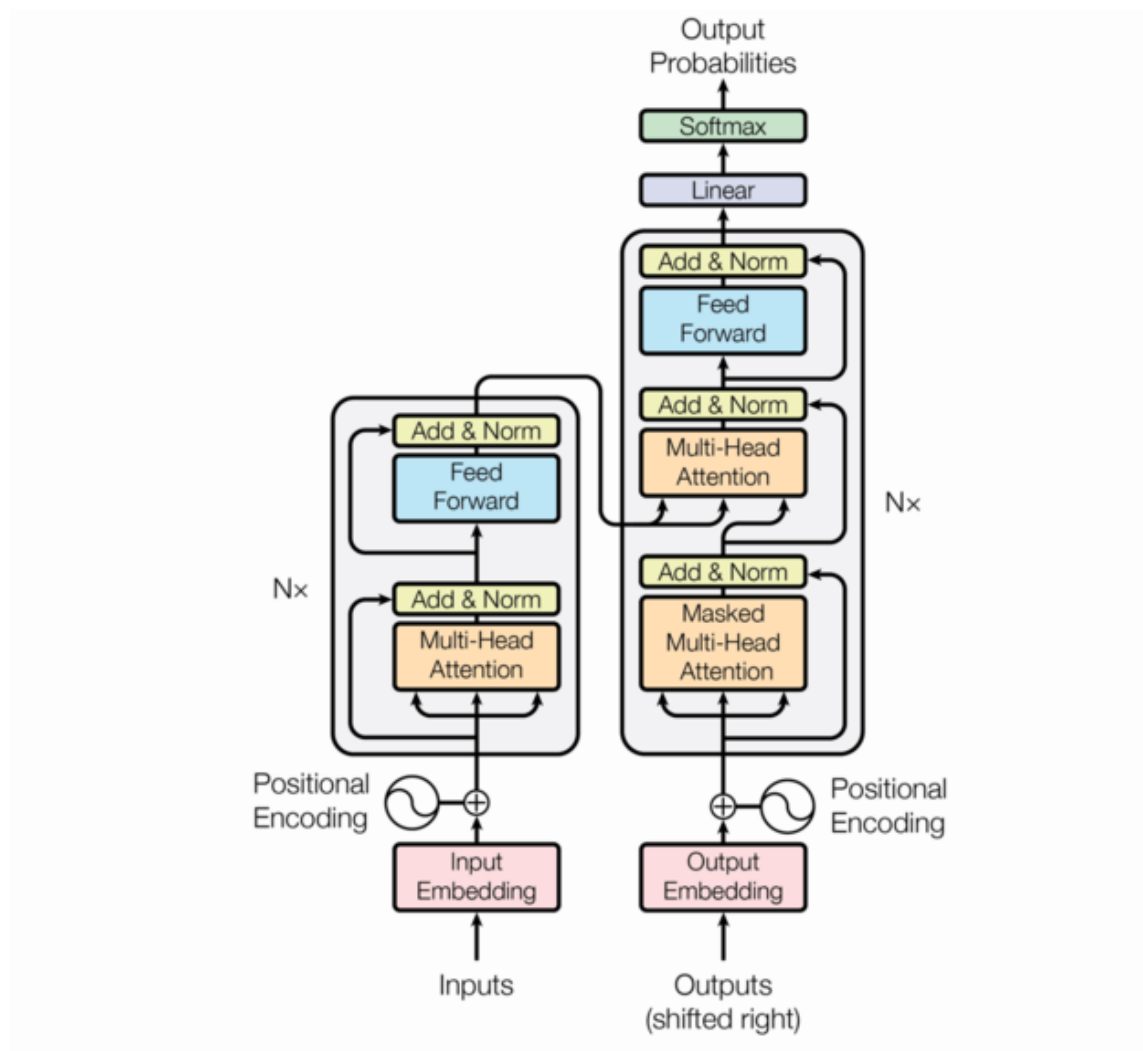 Output
Probabilities
Softmax
Linear
Add & Norm
Feed
Forward
Add & Norm
Multi-Head
Attention
N×
Add & Norm
Masked
Multi-Head
Attention
Add & Norm
Feed
Forward
N×
Add & Norm
Multi-Head
Attention
Positional
Encoding
Positional
Encoding
Input
Embedding
Output
Embedding
Inputs
Outputs
(shifted right)